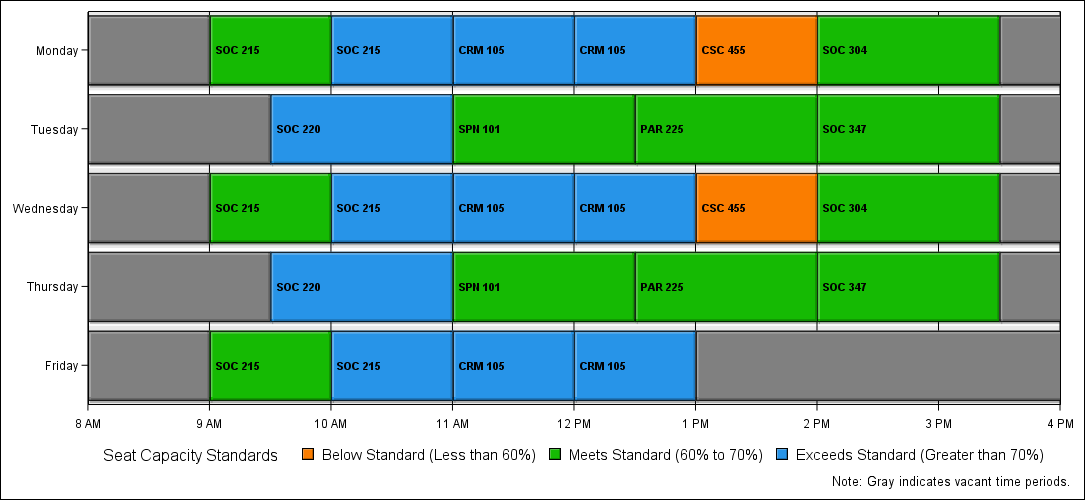 Monday
SOC 215
SOC 215
CRM 105
CRM 105
CSC 455
SOC 304
Tuesday
SOC 220
SPN 101
PAR 225
SOC 347
Wednesday
SOC 215
SOC 215
CRM 105
CRM 105
CSC 455
SOC 304
Thursday
SOC 220
SPN 101
PAR 225
SOC 347
Friday
SOC 215
SOC 215
CRM 105
CRM 105
8 AM 9 AM 10 AM 11 AM 12 PM 1 PM 2 PM 3 PM 4 PM
Seat Capacity Standards Below Standard (Less than 60%) Meets Standard (60% to 70%) Exceeds Standard (Greater than 70%)
Note: Gray indicates vacant time periods.